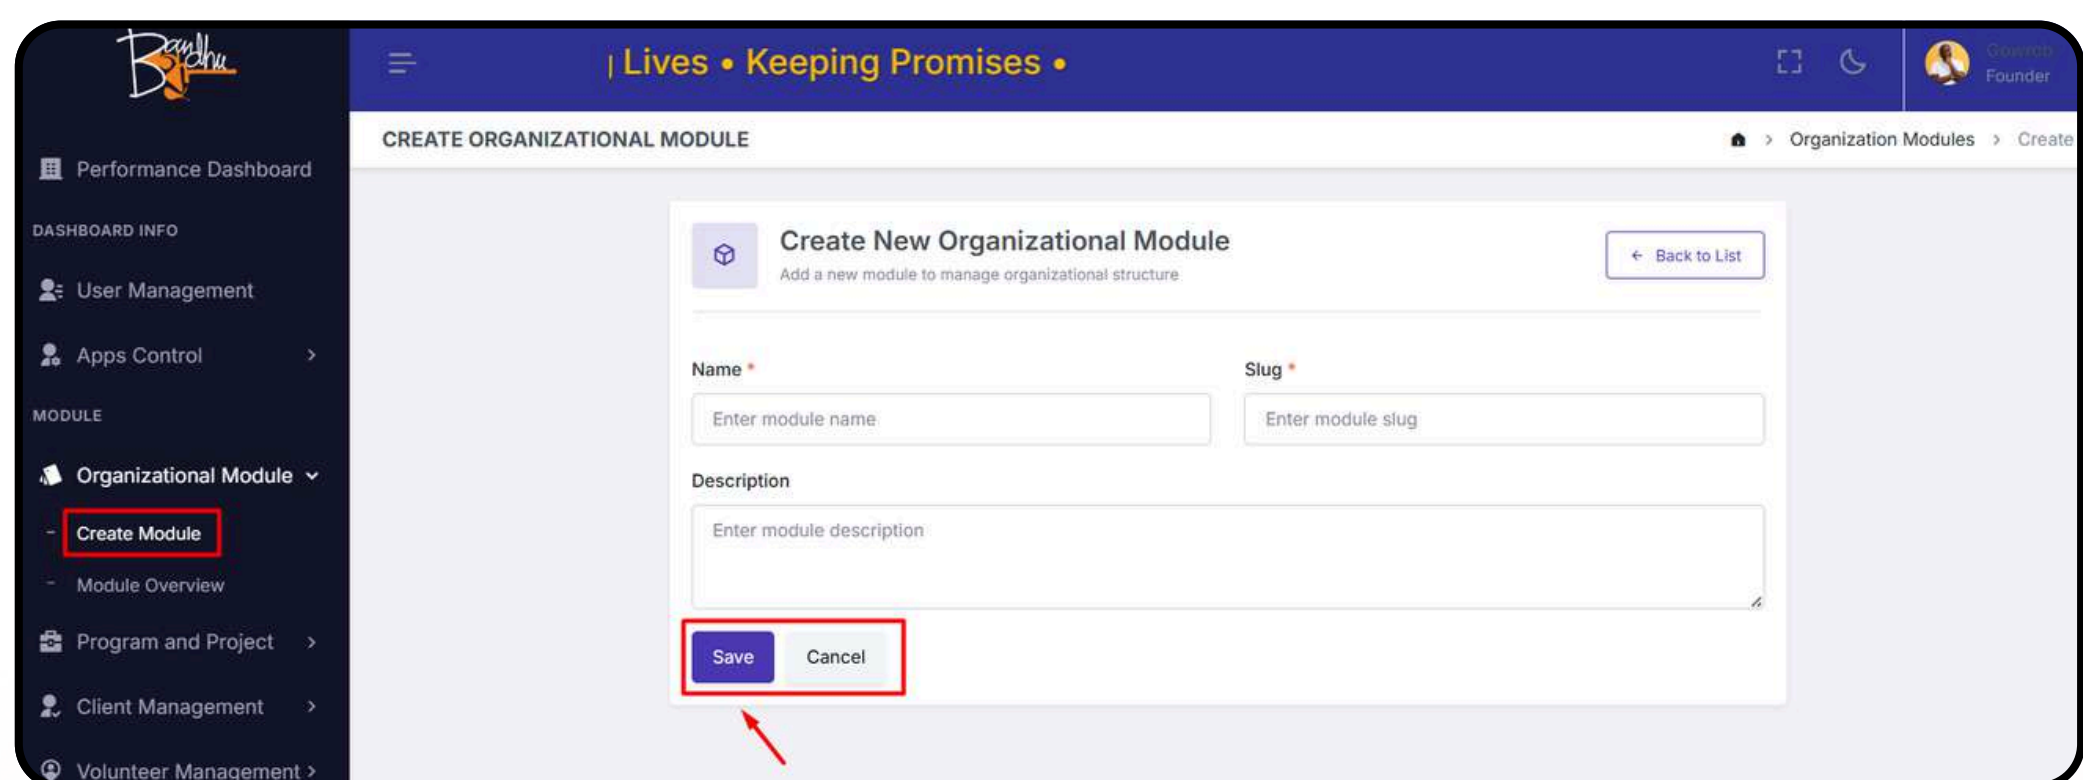 Bandhu
| Lives • Keeping Promises •
Gowrob
Founder
CREATE ORGANIZATIONAL MODULE
> Organization Modules > Create
Performance Dashboard
DASHBOARD INFO
User Management
Apps Control >
MODULE
Organizational Module
- Create Module
- Module Overview
Program and Project >
Client Management >
Volunteer Management >
Create New Organizational Module
Add a new module to manage organizational structure
← Back to List
Name *
Slug *
Enter module name
Enter module slug
Description
Enter module description
Save
Cancel